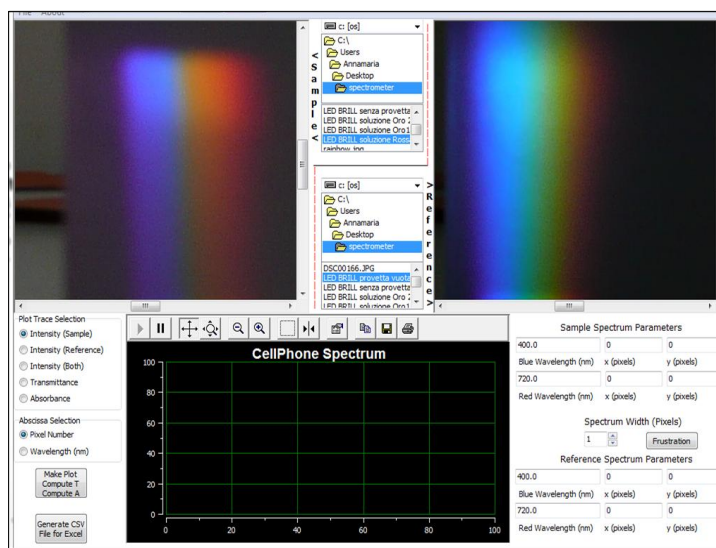 File About
c: [os]
C:\
Users
Annamaria
Desktop
spectrometer
LED BRILL senza provetta
LED BRILL soluzione Oro 2
LED BRILL soluzione Oro1
LED BRILL soluzione Ross
rainbow.jpg
< Sample <
c: [os]
C:\
Users
Annamaria
Desktop
spectrometer
DSC00166.JPG
LED BRILL provetta vuota
LED BRILL senza provetta
LED BRILL soluzione Oro 2
LED BRILL soluzione Oro1
> Reference >
Plot Trace Selection
Intensity (Sample)
Intensity (Reference)
Intensity (Both)
Transmittance
Absorbance
Abscissa Selection
Pixel Number
Wavelength (nm)
Make Plot
Compute T
Compute A
Generate CSV
File for Excel
CellPhone Spectrum
100
80
60
40
20
0
0 20 40 60 80 100
Sample Spectrum Parameters
400.0 0 0
Blue Wavelength (nm) x (pixels) y (pixels)
720.0 0 0
Red Wavelength (nm) x (pixels) y (pixels)
Spectrum Width (Pixels)
1 Frustration
Reference Spectrum Parameters
400.0 0 0
Blue Wavelength (nm) x (pixels) y (pixels)
720.0 0 0
Red Wavelength (nm) x (pixels) y (pixels)